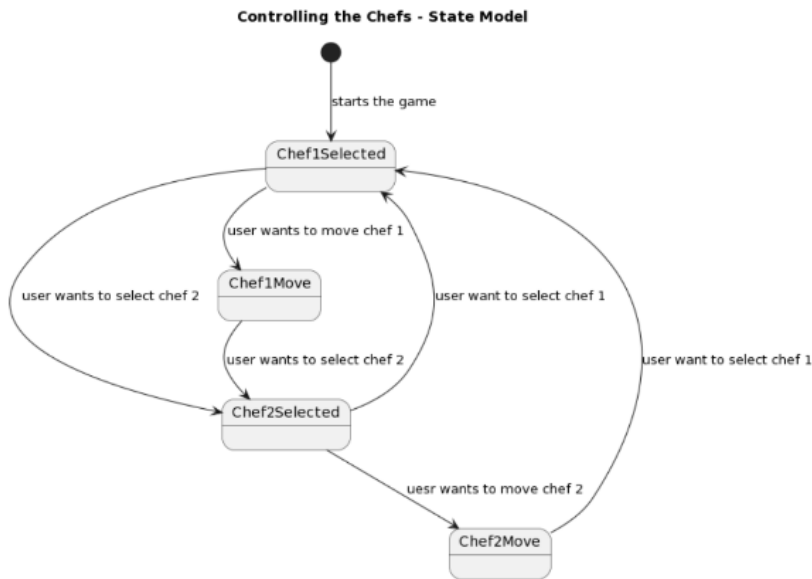 Controlling the Chefs - State Model
starts the game
Chef1Selected
user wants to move chef 1
Chef1Move
user wants to select chef 2
user want to select chef 1
user wants to select chef 2
user want to select chef 1
Chef2Selected
uesr wants to move chef 2
Chef2Move